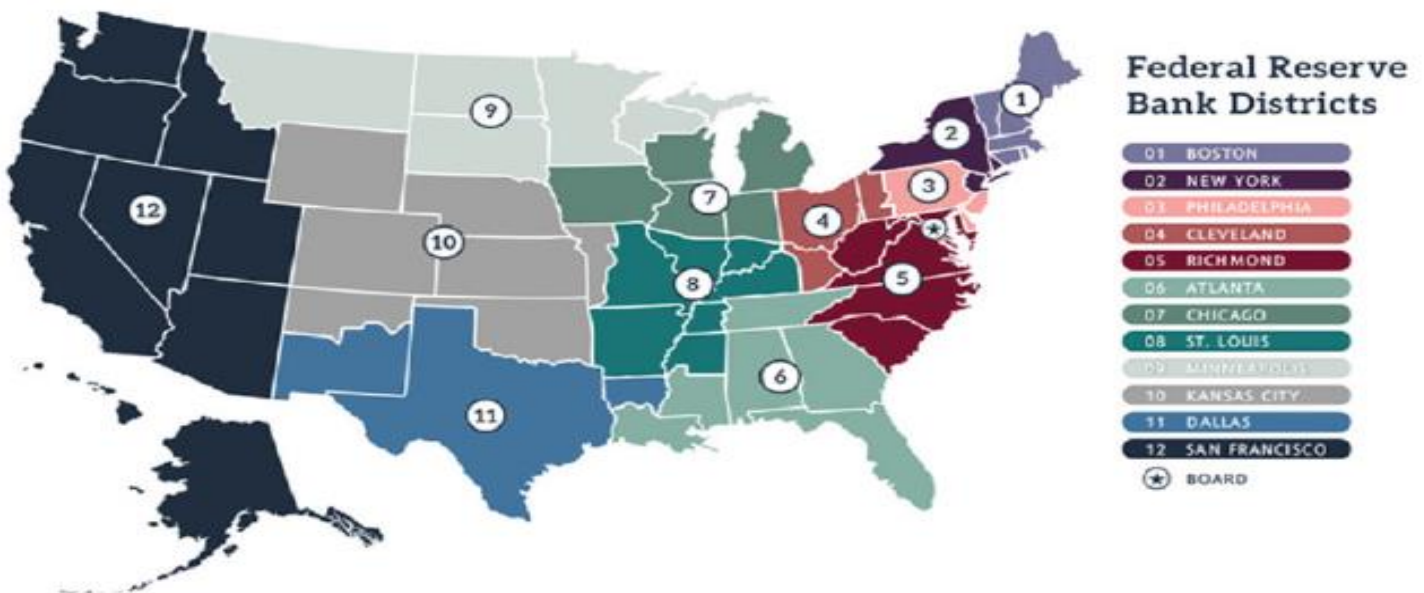 Federal Reserve
Bank Districts
01 BOSTON
02 NEW YORK
03 PHILADELPHIA
04 CLEVELAND
05 RICHMOND
06 ATLANTA
07 CHICAGO
08 ST. LOUIS
09 MINNEAPOLIS
10 KANSAS CITY
11 DALLAS
12 SAN FRANCISCO
BOARD
1
2
3
4
5
6
7
8
9
10
11
12